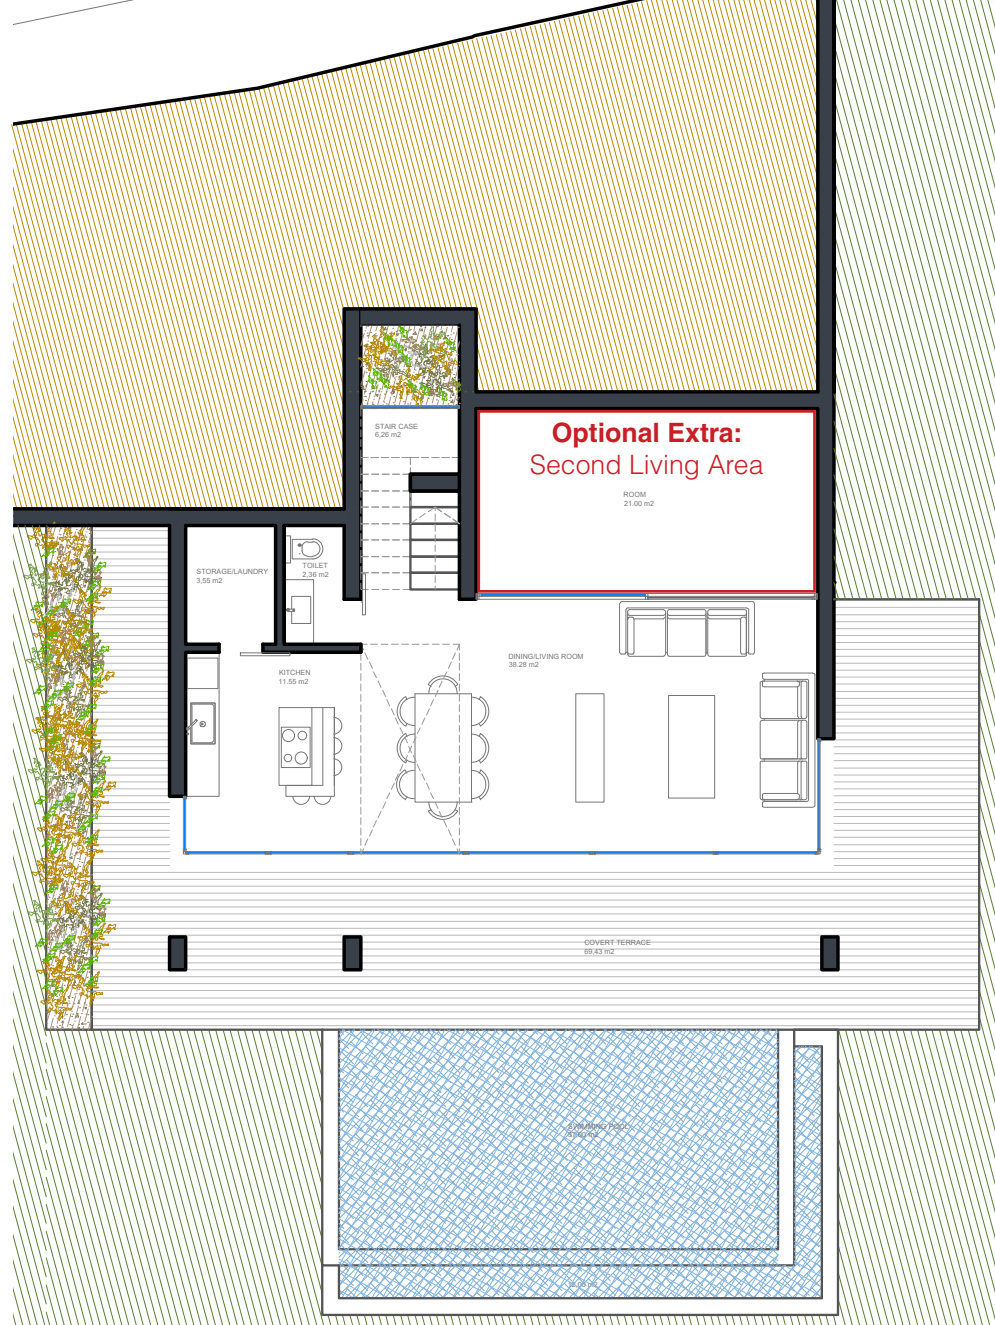 Optional Extra:
Second Living Area
ROOM
21.00 m2
STAIR CASE
6,26 m2
STORAGE/LAUNDRY
3,55 m2
TOILET
2,36 m2
KITCHEN
11.55 m2
DINING/LIVING ROOM
38.28 m2
COVERT TERRACE
69,43 m2
SWIMMING POOL
m2
m2